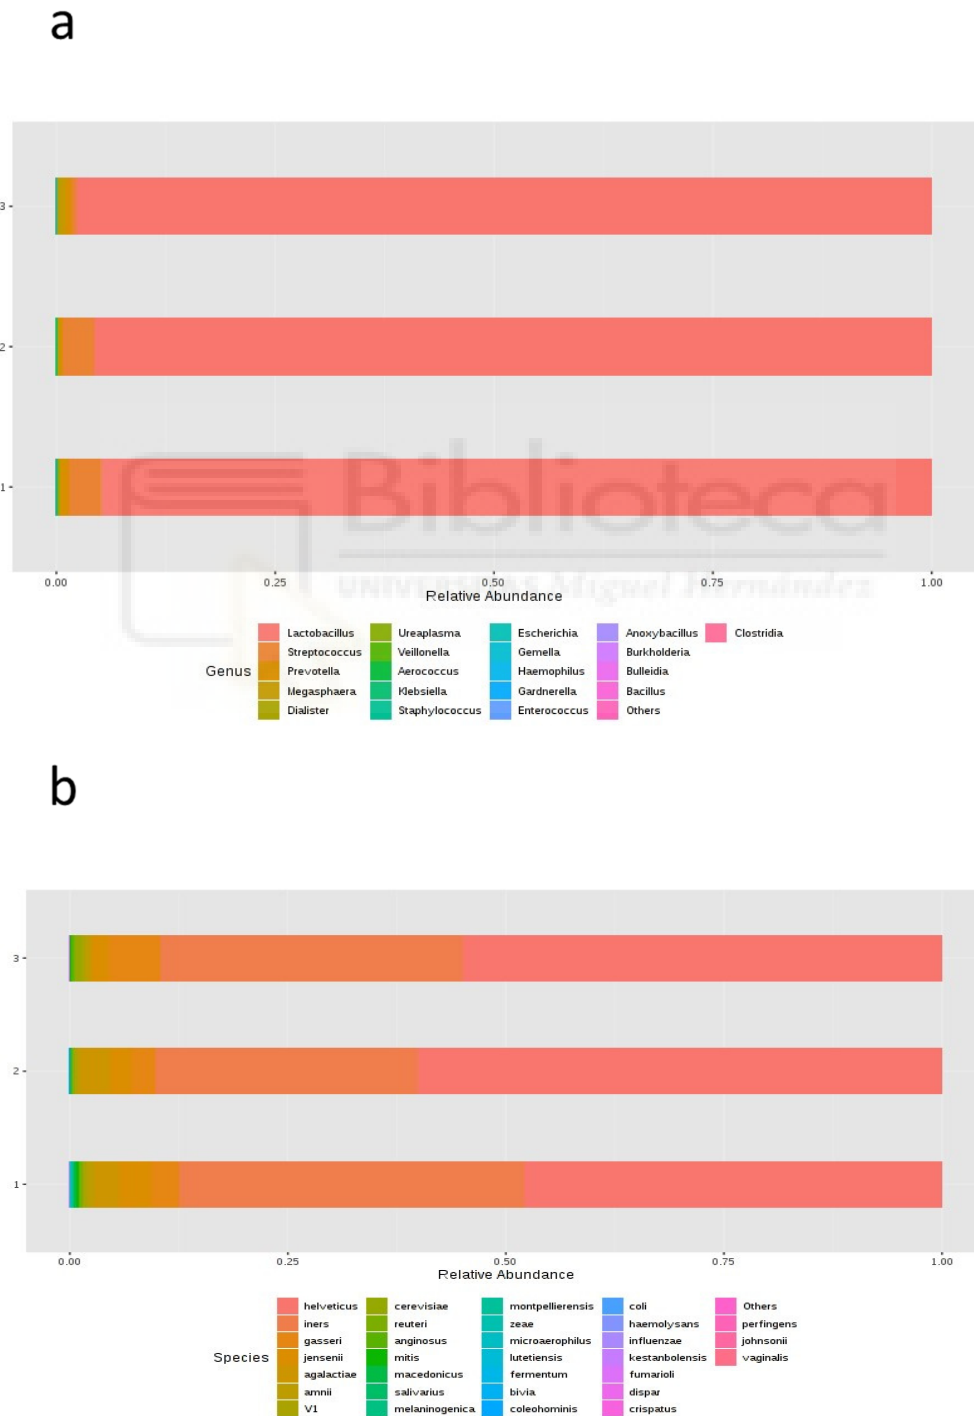 a
3
2
1
Biblioteca
UNIVERSITAS Miguel Hernández
0.00 0.25 0.50 0.75 1.00
Relative Abundance
Genus
Lactobacillus Ureaplasma Escherichia Anoxybacillus Clostridia
Streptococcus Veillonella Gemella Burkholderia
Prevotella Aerococcus Haemophilus Bulleidia
Megasphaera Klebsiella Gardnerella Bacillus
Dialister Staphylococcus Enterococcus Others
b
3
2
1
0.00 0.25 0.50 0.75 1.00
Relative Abundance
Species
helveticus cerevisiae montpellierensis coli Others
iners reuteri zeae haemolysans perfingens
gasseri anginosus microaerophilus influenzae johnsonii
jensenii mitis lutetiensis kestanbolensis vaginalis
agalactiae macedonicus fermentum fumarioli
amnii salivarius bivia dispar
V1 melaninogenica coleohominis crispatus